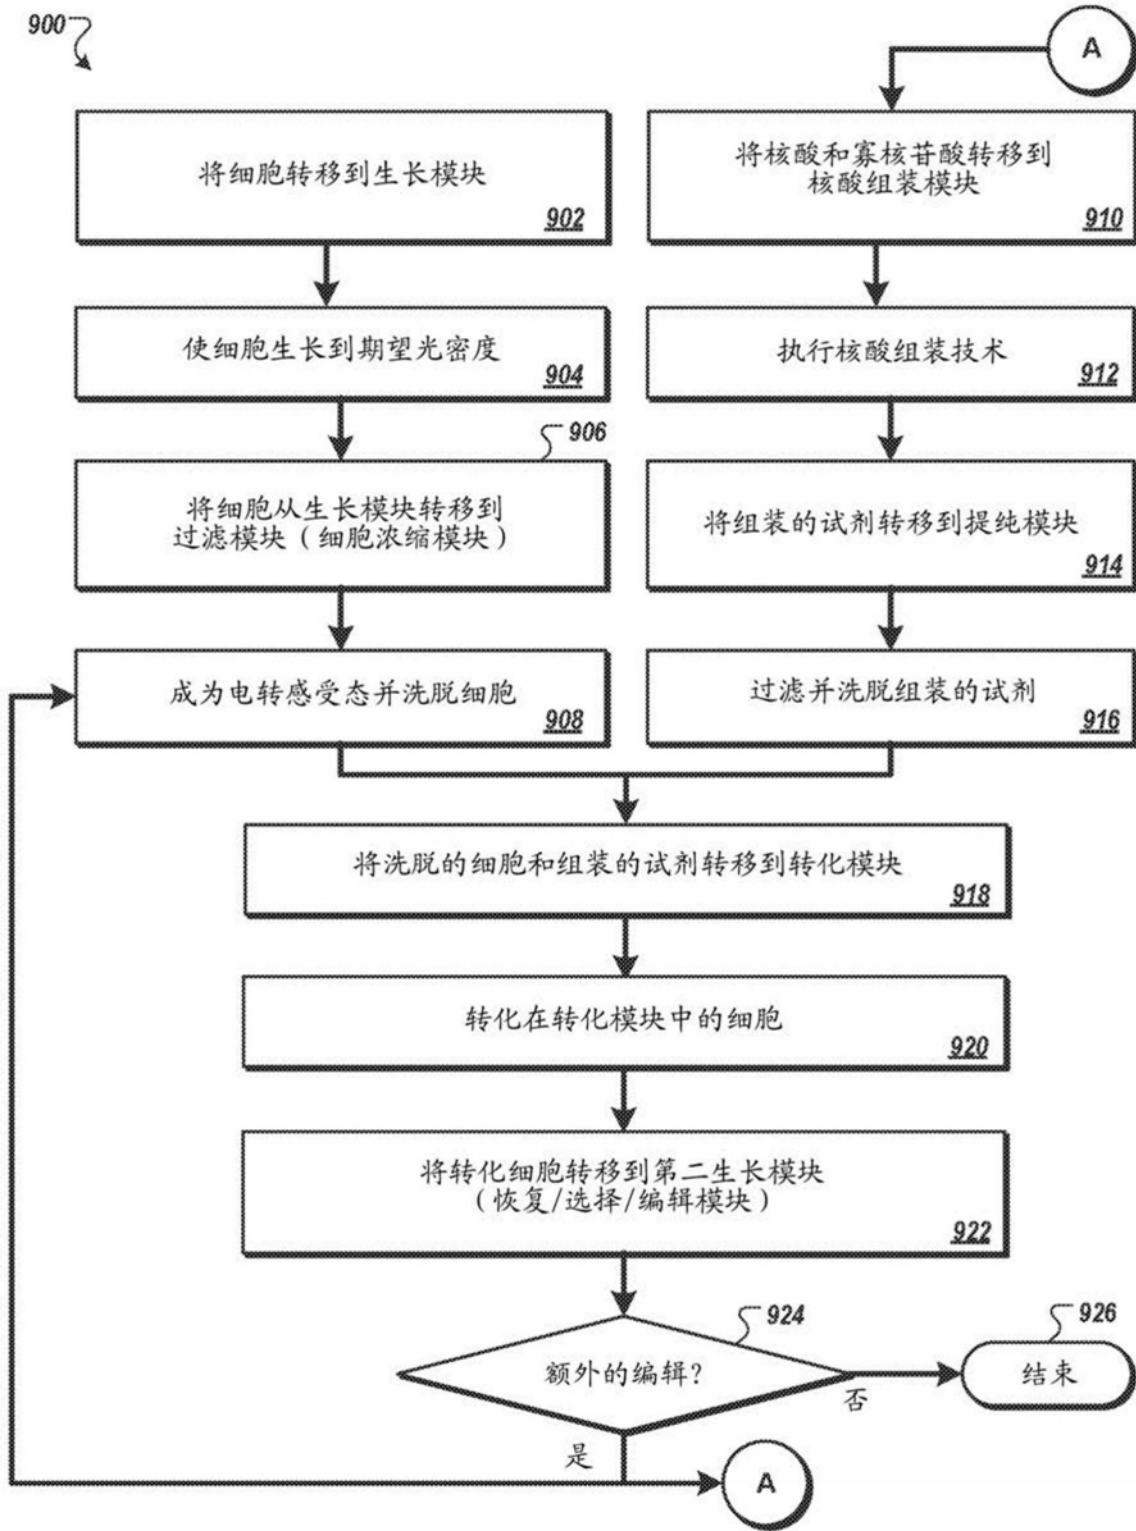 900
A
将细胞转移到生长模块
902
将核酸和寡核苷酸转移到
核酸组装模块
910
使细胞生长到期望光密度
904
执行核酸组装技术
912
906
将细胞从生长模块转移到
过滤模块（细胞浓缩模块）
将组装的试剂转移到提纯模块
914
成为电转感受态并洗脱细胞
908
过滤并洗脱组装的试剂
916
将洗脱的细胞和组装的试剂转移到转化模块
918
转化在转化模块中的细胞
920
将转化细胞转移到第二生长模块
（恢复/选择/编辑模块）
922
924
额外的编辑?
否
926
结束
是
A